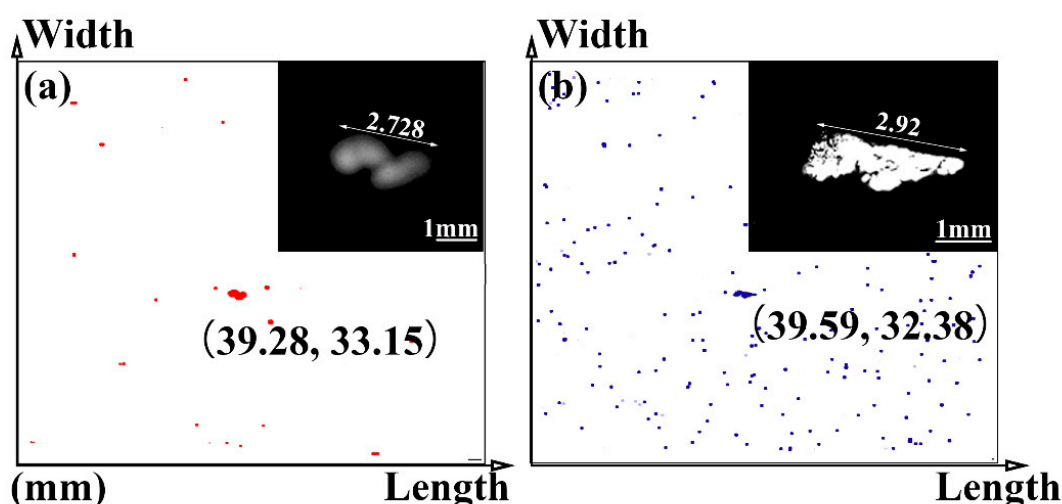 Width
(a)
2.728
1mm
(39.28, 33.15)
(mm)
Length
Width
(b)
2.92
1mm
(39.59, 32,38)
Length